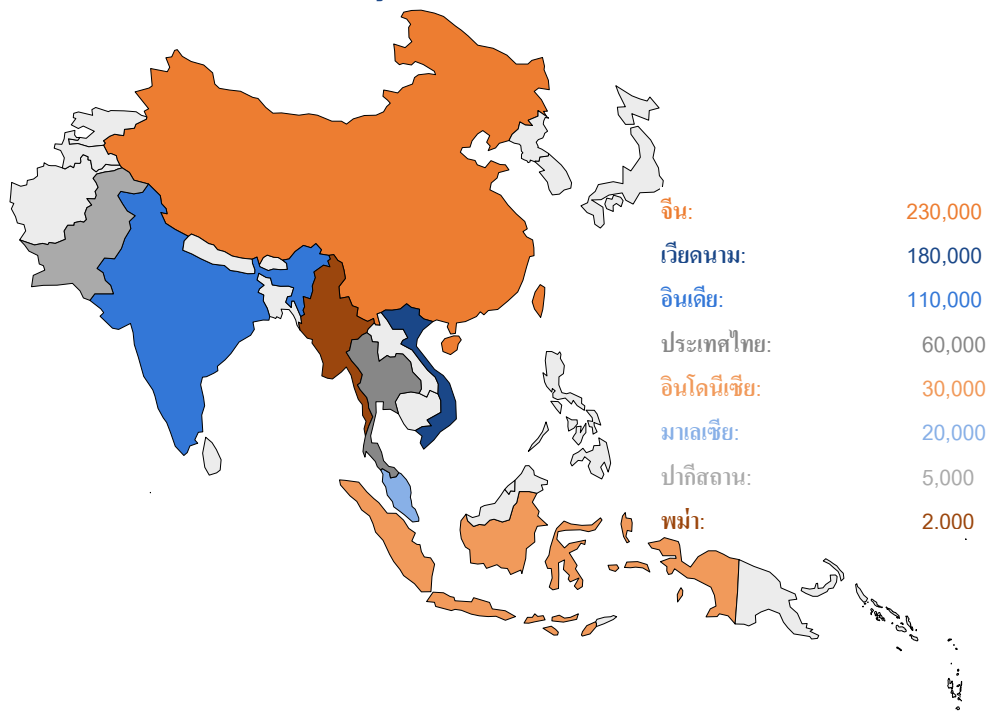 จีน: 230,000
เวียดนาม: 180,000
อินเดีย: 110,000
ประเทศไทย: 60,000
อินโดนีเซีย: 30,000
มาเลเซีย: 20,000
ปากีสถาน: 5,000
พม่า: 2.000